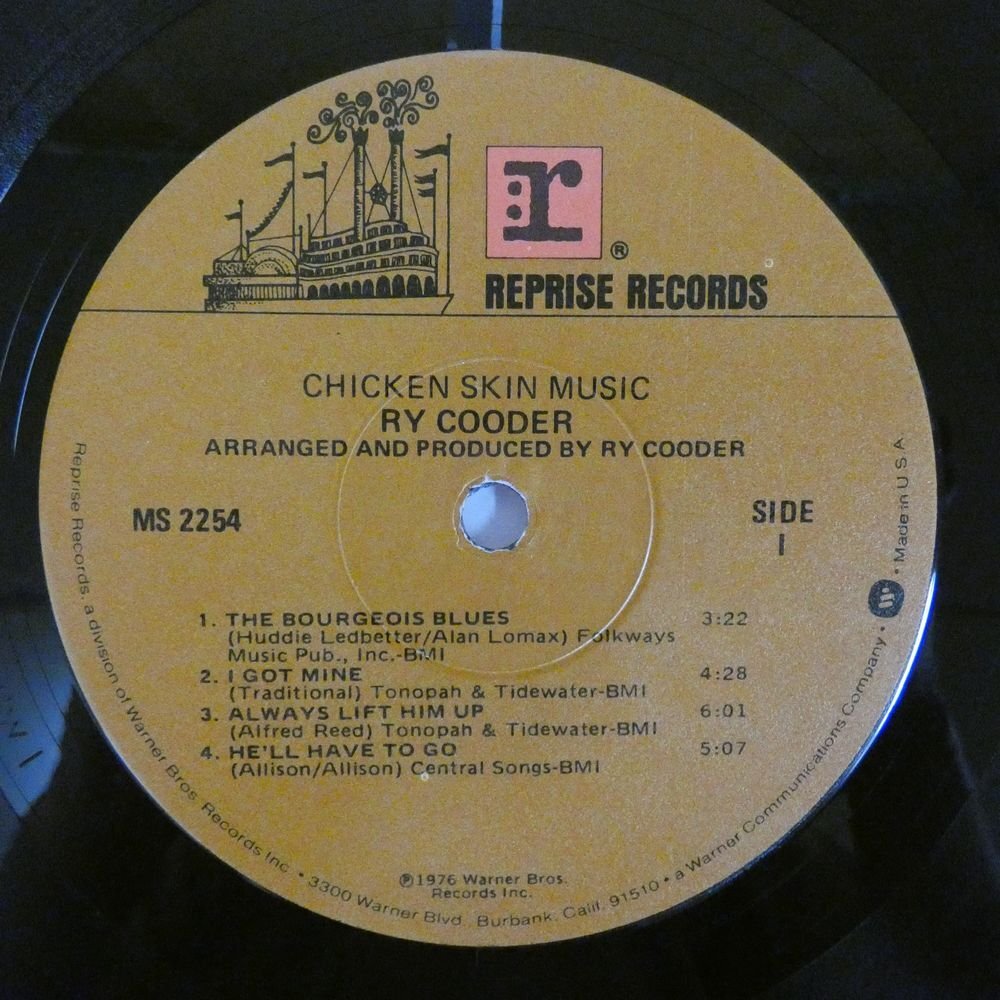 :r
®
REPRISE RECORDS
CHICKEN SKIN MUSIC
RY COODER
ARRANGED AND PRODUCED BY RY COODER
MS 2254
SIDE
1
1. THE BOURGEOIS BLUES 3:22
(Huddie Ledbetter/Alan Lomax) Folkways
Music Pub., Inc.-BMI
2. I GOT MINE 4:28
(Traditional) Tonopah & Tidewater-BMI
3. ALWAYS LIFT HIM UP 6:01
(Alfred Reed) Tonopah & Tidewater-BMI
4. HE'LL HAVE TO GO 5:07
(Allison/Allison) Central Songs-BMI
℗1976 Warner Bros.
Records Inc.
Reprise Records, a division of Warner Bros. Records Inc. • 3300 Warner Blvd., Burbank, Calif. 91510 • a Warner Communications Company • W • Made in U.S.A.